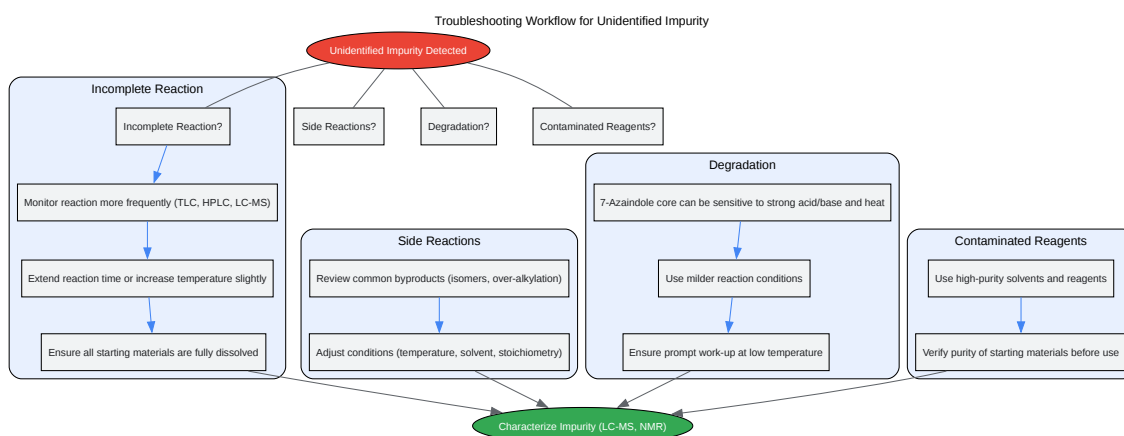 Troubleshooting Workflow for Unidentified Impurity
Unidentified Impurity Detected
Incomplete Reaction
Incomplete Reaction?
Side Reactions?
Degradation?
Contaminated Reagents?
Degradation
Monitor reaction more frequently (TLC, HPLC, LC-MS)
7-Azaindole core can be sensitive to strong acid/base and heat
Side Reactions
Contaminated Reagents
Extend reaction time or increase temperature slightly
Review common byproducts (isomers, over-alkylation)
Use milder reaction conditions
Use high-purity solvents and reagents
Ensure all starting materials are fully dissolved
Adjust conditions (temperature, solvent, stoichiometry)
Ensure prompt work-up at low temperature
Verify purity of starting materials before use
Characterize Impurity (LC-MS, NMR)